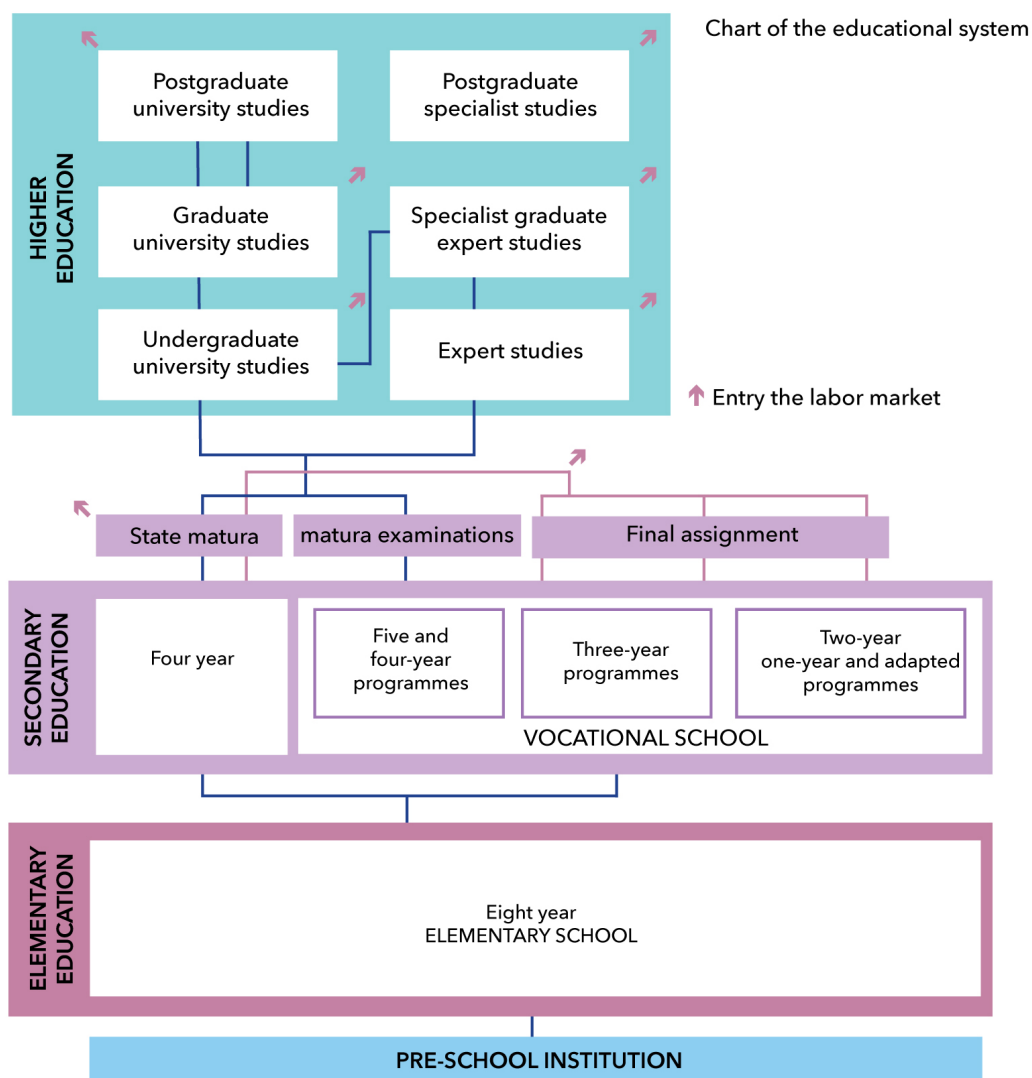 Chart of the educational system
HIGHER
EDUCATION
Postgraduate
university studies
Postgraduate
specialist studies
Graduate
university studies
Specialist graduate
expert studies
Undergraduate
university studies
Expert studies
Entry the labor market
State matura
matura examinations
Final assignment
SECONDARY
EDUCATION
Four year
Five and
four-year
programmes
Three-year
programmes
Two-year
one-year and adapted
programmes
VOCATIONAL SCHOOL
ELEMENTARY
EDUCATION
Eight year
ELEMENTARY SCHOOL
PRE-SCHOOL INSTITUTION